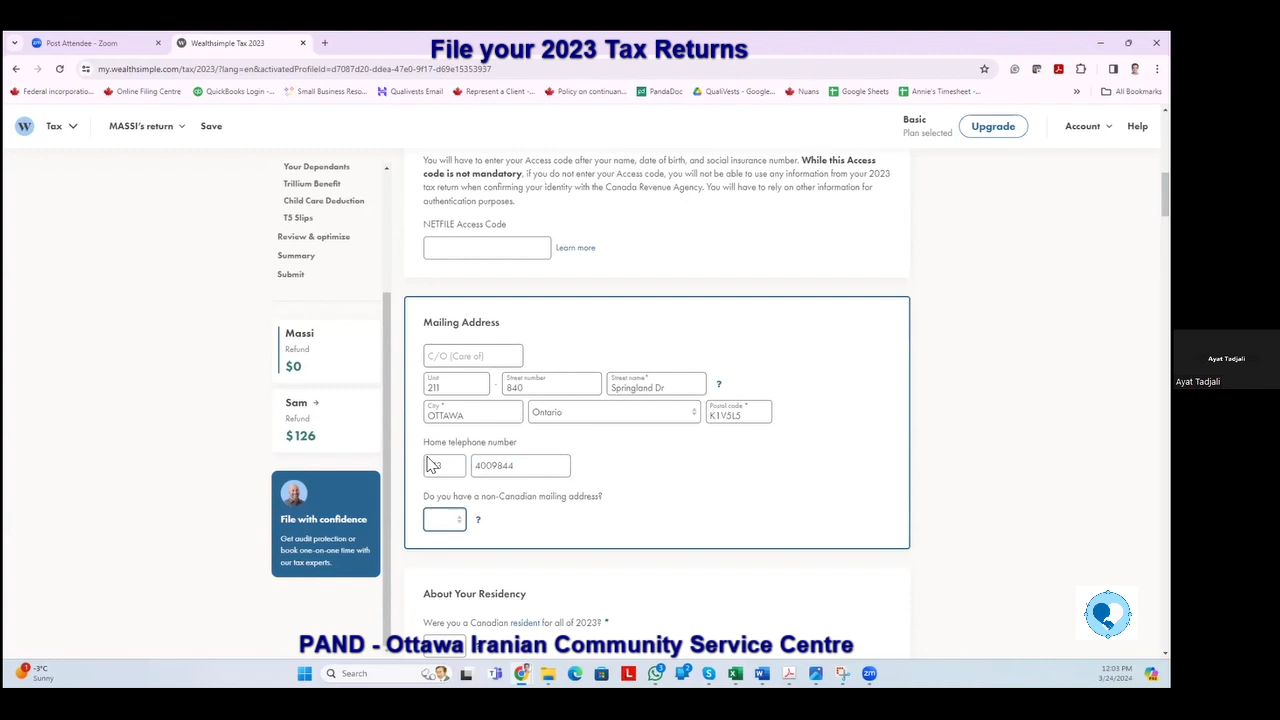 File your 2023 Tax Returns
Post Attendee - Zoom
Wealthsimple Tax 2023
my.wealthsimple.com/tax/2023/?lang=en&activatedProfileId=d7087d20-ddea-47e0-9f17-d69e15353937
Federal incorporatio...
Online Filing Centre
QuickBooks Login -...
Small Business Reso...
Qualivests Email
Represent a Client -...
Policy on continuan...
PandaDoc
QualiVests - Google...
Nuans
Google Sheets
Annie's Timesheet -...
All Bookmarks
W Tax
MASSI's return
Save
Basic
Plan selected
Upgrade
Account
Help
Your Dependants
Trillium Benefit
Child Care Deduction
T5 Slips
Review & optimize
Summary
Submit
Massi
Refund
$0
Sam →
Refund
$126
File with confidence
Get audit protection or
book one-on-one time with
our tax experts.
You will have to enter your Access code after your name, date of birth, and social insurance number. While this Access
code is not mandatory, if you do not enter your Access code, you will not be able to use any information from your 2023
tax return when confirming your identity with the Canada Revenue Agency. You will have to rely on other information for
authentication purposes.
NETFILE Access Code
Learn more
Mailing Address
C/O (Care of)
Unit
211
-
Street number
840
Street name*
Springland Dr
?
City *
OTTAWA
Ontario
Postal code *
K1V5L5
Home telephone number
4009844
Do you have a non-Canadian mailing address?
?
About Your Residency
Were you a Canadian resident for all of 2023? *
PAND - Ottawa Iranian Community Service Centre
Ayat Tadjali
Ayat Tadjali
-3°C
Sunny
Search
12:03 PM
3/24/2024